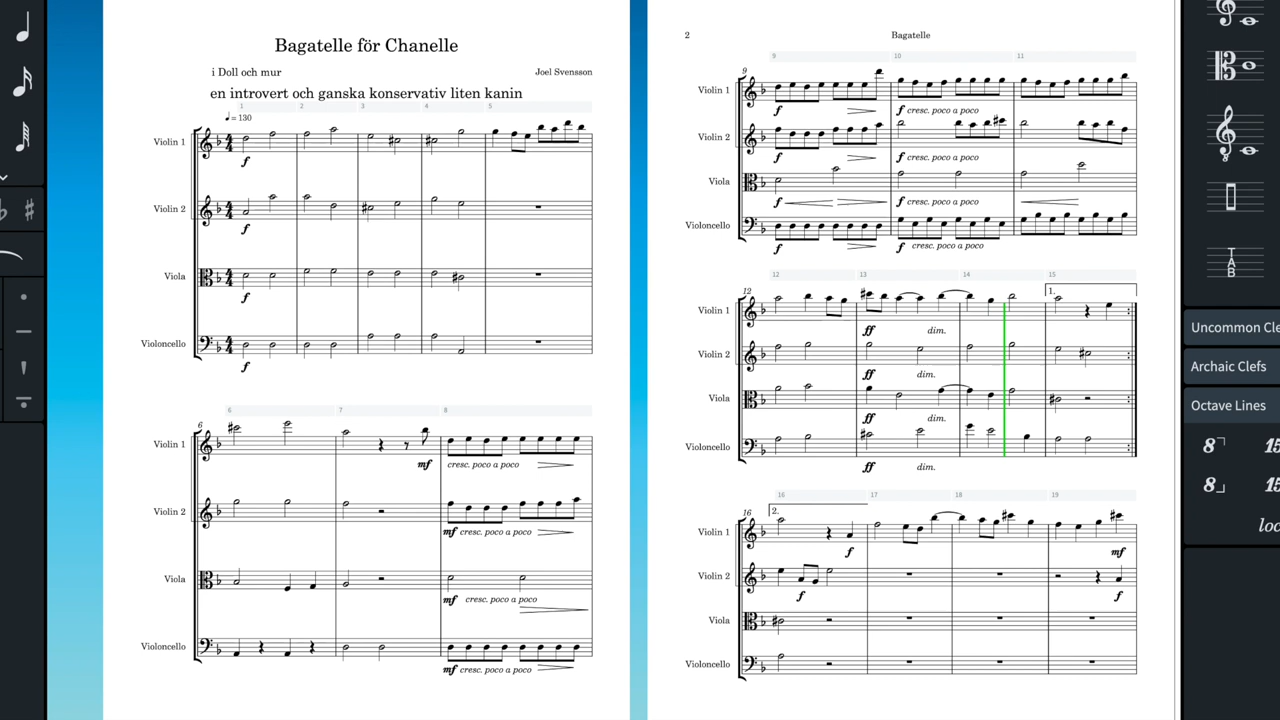 Bagatelle för Chanelle
i Doll och mur
Joel Svensson
en introvert och ganska konservativ liten kanin
1 2 3 4 5
♩= 130
Violin 1
f
Violin 2
f
Viola
f
Violoncello
f
6 7 8
6
Violin 1
mf cresc. poco a poco
Violin 2
mf cresc. poco a poco
Viola
mf cresc. poco a poco
Violoncello
mf cresc. poco a poco
2
Bagatelle
9 10 11
9
Violin 1
f f cresc. poco a poco
Violin 2
f f cresc. poco a poco
Viola
f f cresc. poco a poco
Violoncello
f f cresc. poco a poco
12 13 14 15
12
1.
Violin 1
ff dim.
Violin 2
ff dim.
Viola
ff dim.
Violoncello
ff dim.
16 17 18 19
16
2.
Violin 1
f mf
Violin 2
f f
Viola
Violoncello
8
TAB
Uncommon Cle
Archaic Clefs
Octave Lines
8 15
8 15
loc